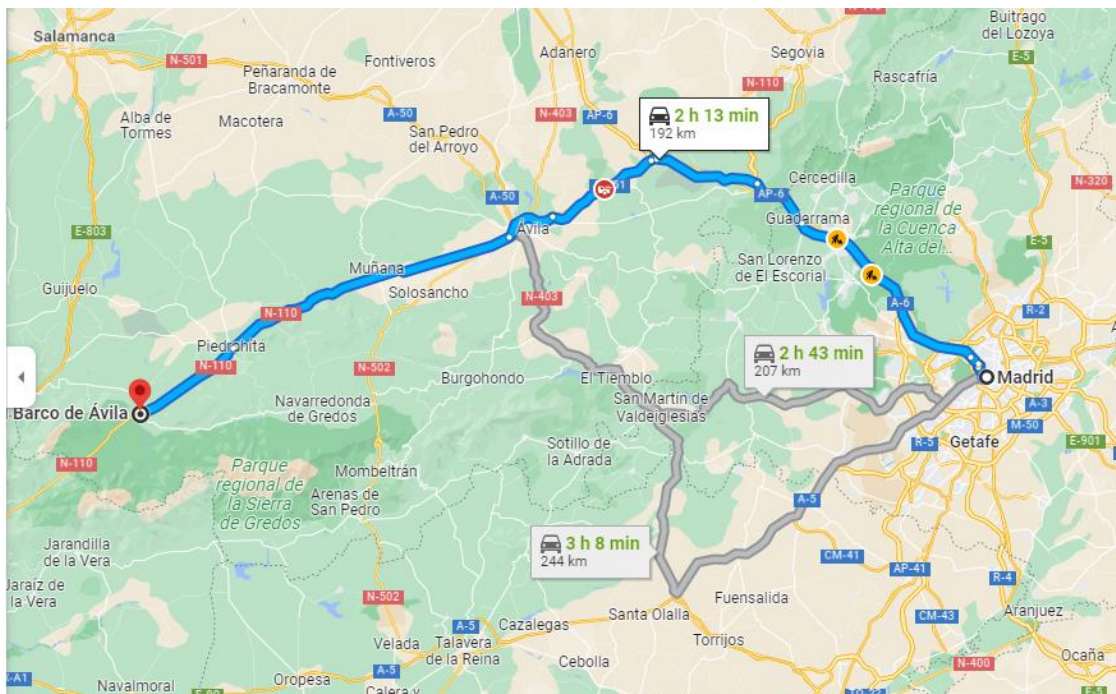 Salamanca
N-501
Peñaranda de
Bracamonte
Fontiveros
Adanero
Segovia
N-110
Buitrago
del Lozoya
E-5
Rascafría
Alba de
Tormes
Macotera
A-50
San Pedro
del Arroyo
N-403
AP-6
2 h 13 min
192 km
N-320
E-803
A-50
Ávila
AP-6
Cercedilla
Guadarrama
Parque
regional de
la Cuenca
Alta del...
E-5
Guijuelo
Muñana
Solosancho
N-403
San Lorenzo
de El Escorial
A-6
R-2
N-110
Piedrahita
N-110
N-502
Burgohondo
El Tiemblo
2 h 43 min
207 km
Madrid
A-3
M-50
Barco de Ávila
Navarredonda
de Gredos
San Martín de
Valdeiglesias
R-5
Getafe
E-901
N-110
Parque
regional de
la Sierra
de Gredos
Mombeltrán
Arenas de
San Pedro
Sotillo de
la Adrada
A-5
Jarandilla
de la Vera
3 h 8 min
244 km
CM-41
AP-41
R-4
Jaraíz de
la Vera
N-502
Santa Olalla
Fuensalida
CM-43
Aranjuez
Velada
A-5
Talavera
de la Reina
Cazalegas
Torrijos
Cebolla
Ocaña
N-400
A-5
Navalmoral
Oropesa
Calera y
E-5